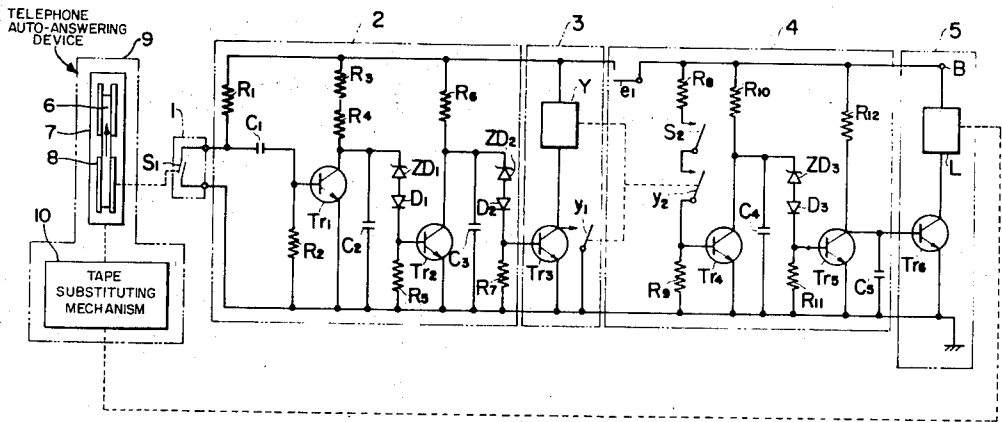 TELEPHONE
AUTO-ANSWERING
DEVICE
9
2
3
4
5
6
7
8
1
S1
R1
C1
R2
R3
R4
Tr1
C2
ZD1
D1
R5
Tr2
R6
C3
ZD2
D2
R7
Tr3
Y
y1
e1
R8
S2
y2
R9
Tr4
R10
C4
ZD3
D3
R11
Tr5
R12
C5
Tr6
B
L
10
TAPE
SUBSTITUTING
MECHANISM